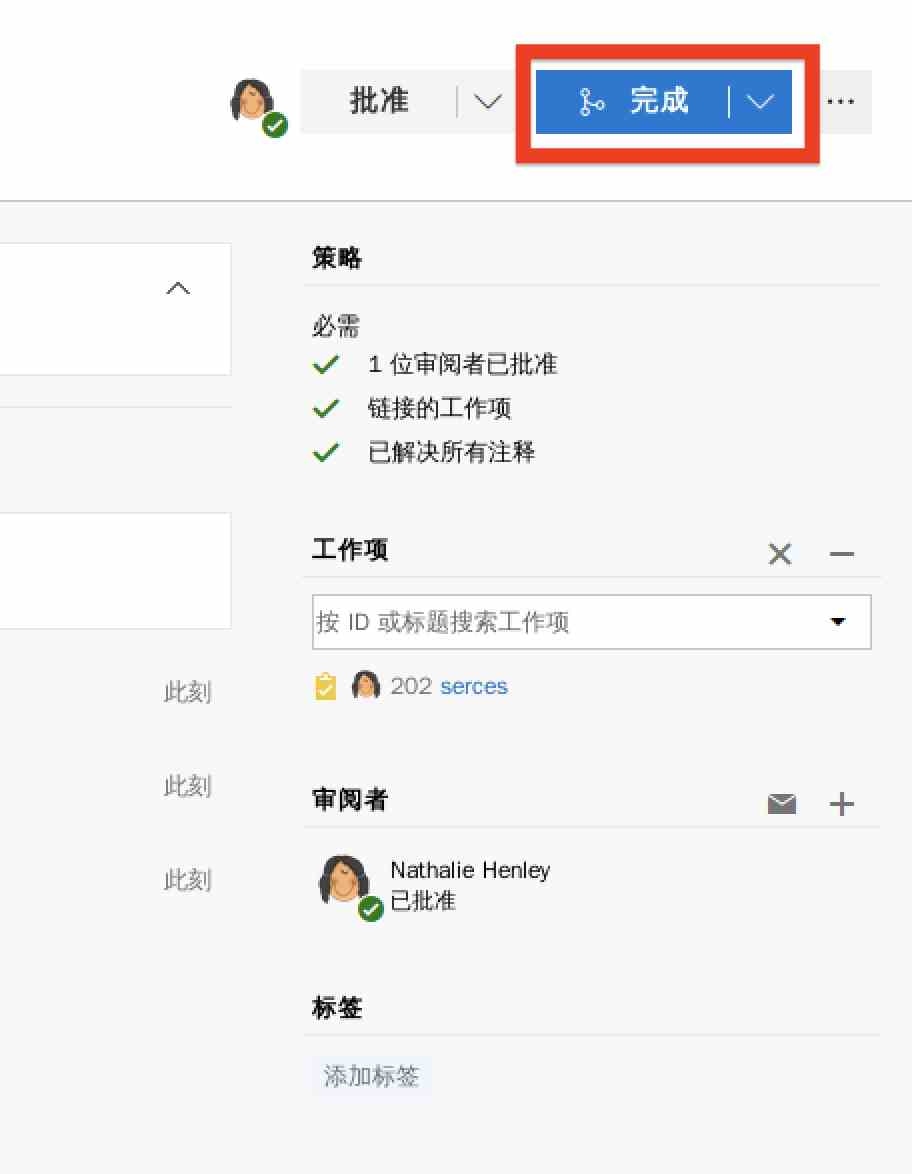 批准
完成
策略
必需
1 位审阅者已批准
链接的工作项
已解决所有注释
工作项
按 ID 或标题搜索工作项
202 serces
此刻
此刻
审阅者
此刻
Nathalie Henley
已批准
标签
添加标签